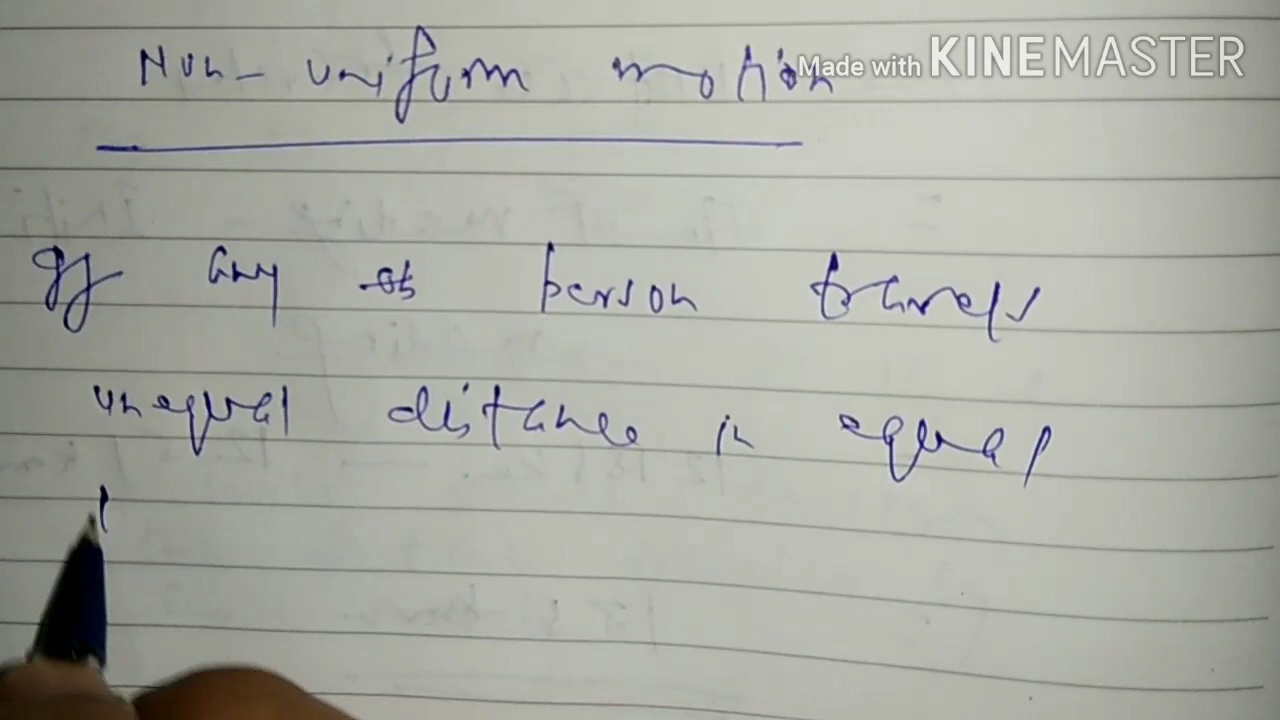 Non-uniform motion
Made with KINEMASTER
If any person travels
unequal distance in equal